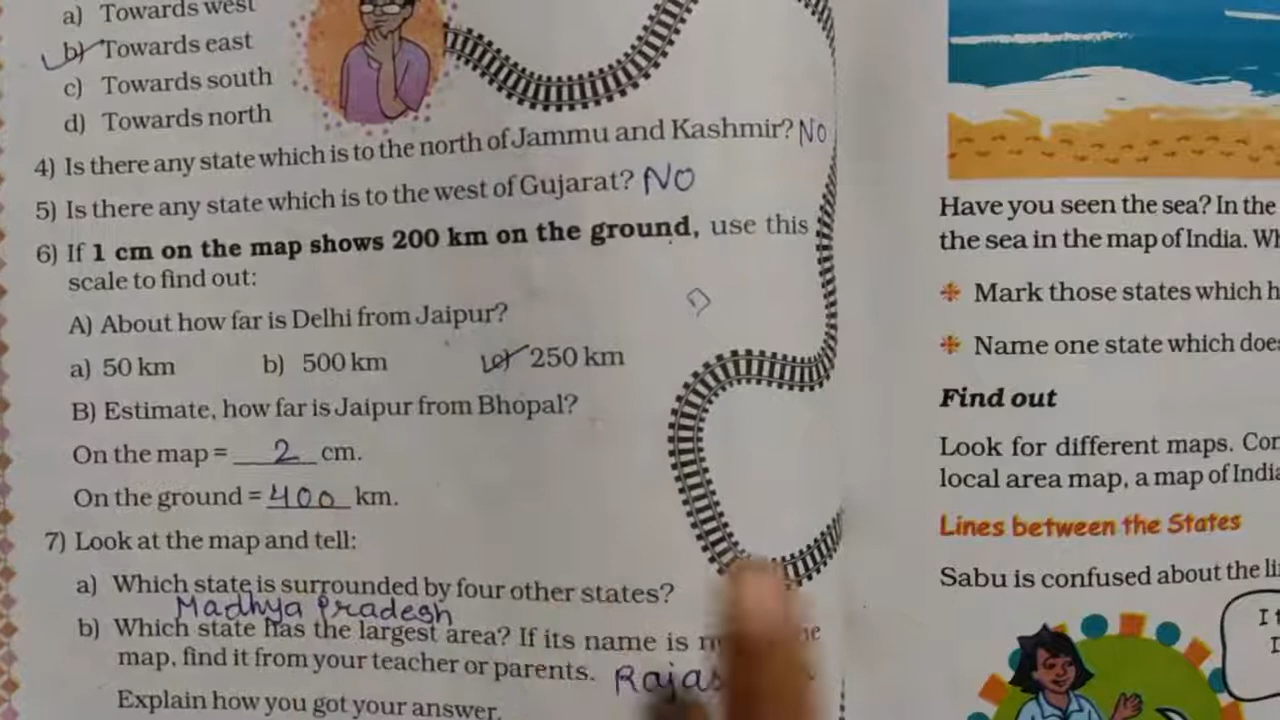 a) Towards west
b) Towards east
c) Towards south
d) Towards north
4) Is there any state which is to the north of Jammu and Kashmir? No
5) Is there any state which is to the west of Gujarat? NO
6) If 1 cm on the map shows 200 km on the ground, use this
scale to find out:
A) About how far is Delhi from Jaipur?
a) 50 km b) 500 km c) 250 km
B) Estimate, how far is Jaipur from Bhopal?
On the map = 2 cm.
On the ground = 400 km.
7) Look at the map and tell:
a) Which state is surrounded by four other states?
Madhya Pradesh
b) Which state has the largest area? If its name is
map, find it from your teacher or parents.
Explain how you got your answer.
Have you seen the sea? In the
the sea in the map of India.
Mark those states which
Name one state which
Find out
Look for different maps.
local area map, a map of
Lines between the States
Sabu is confused about the
I